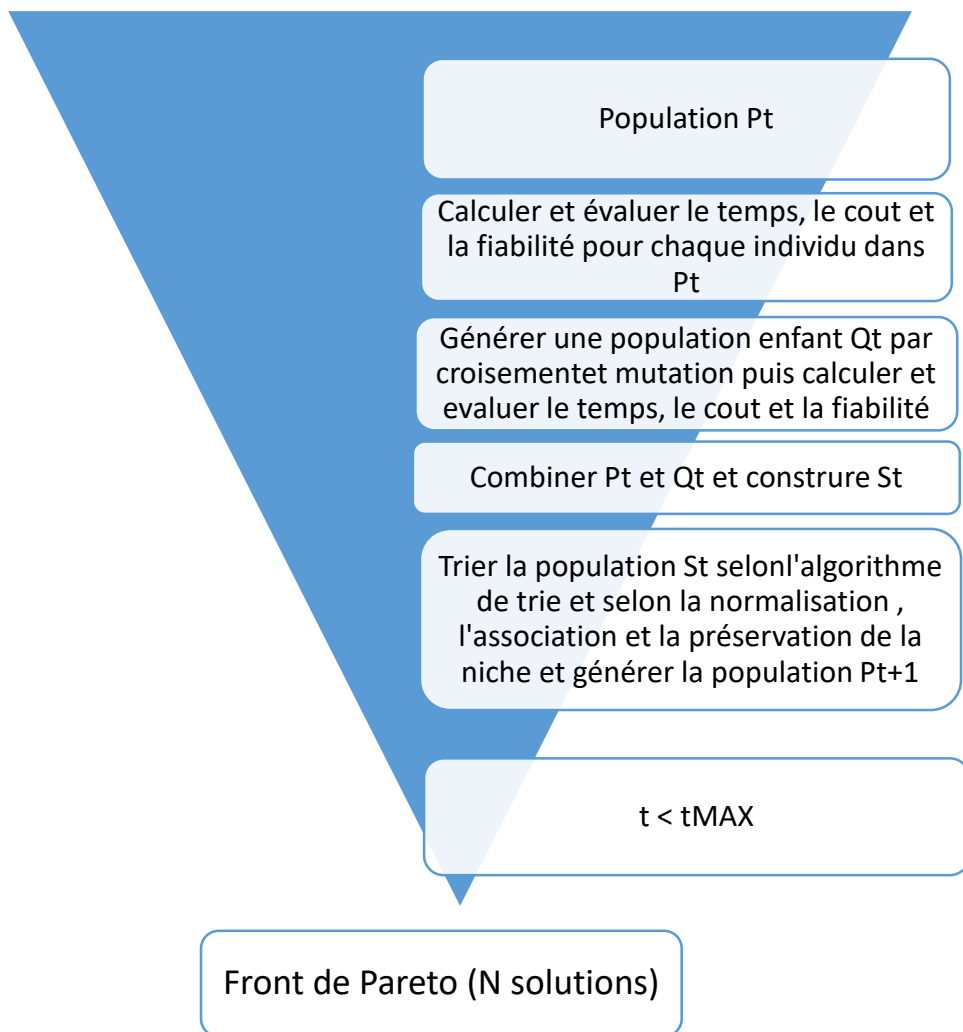 Population Pt
Calculer et évaluer le temps, le cout et
la fiabilité pour chaque individu dans
Pt
Générer une population enfant Qt par
croisementet mutation puis calculer et
evaluer le temps, le cout et la fiabilité
Combiner Pt et Qt et construre St
Trier la population St selonl'algorithme
de trie et selon la normalisation ,
l'association et la préservation de la
niche et générer la population Pt+1
t < tMAX
Front de Pareto (N solutions)